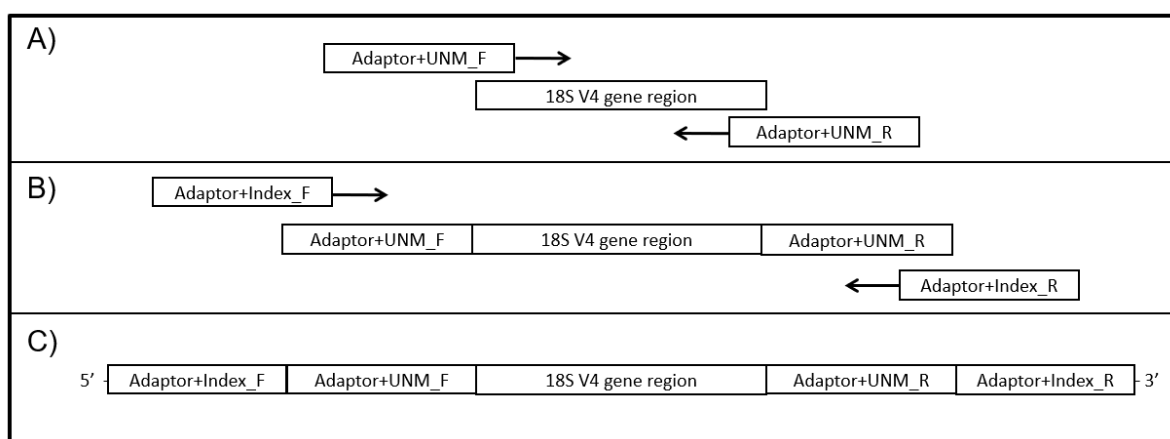 A)
Adaptor+UNM_F
18S V4 gene region
Adaptor+UNM_R
B)
Adaptor+Index_F
Adaptor+UNM_F 18S V4 gene region Adaptor+UNM_R
Adaptor+Index_R
C)
5’ - Adaptor+Index_F Adaptor+UNM_F 18S V4 gene region Adaptor+UNM_R Adaptor+Index_R - 3’